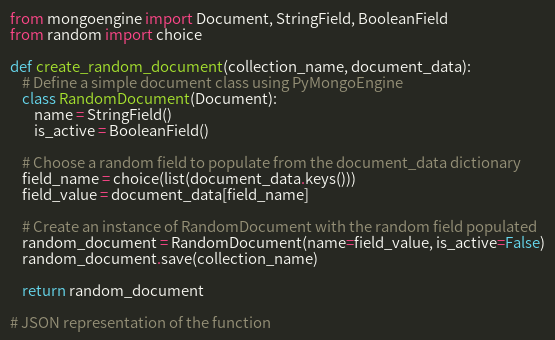 from mongoengine import Document, StringField, BooleanField
from random import choice

def create_random_document(collection_name, document_data):
    # Define a simple document class using PyMongoEngine
    class RandomDocument(Document):
        name = StringField()
        is_active = BooleanField()

    # Choose a random field to populate from the document_data dictionary
    field_name = choice(list(document_data.keys()))
    field_value = document_data[field_name]

    # Create an instance of RandomDocument with the random field populated
    random_document = RandomDocument(name=field_value, is_active=False)
    random_document.save(collection_name)

    return random_document

# JSON representation of the function